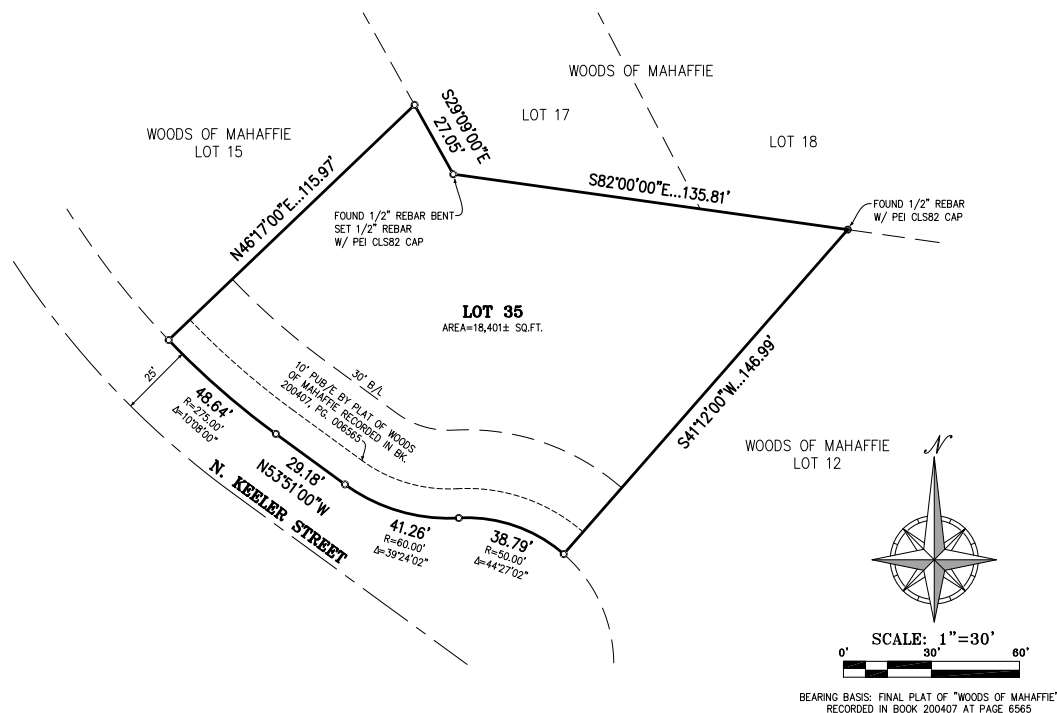 WOODS OF MAHAFFIE
LOT 17
LOT 18
WOODS OF MAHAFFIE
LOT 15
S29°09'00"E
27.05'
S82°00'00"E...135.81'
N46°17'00"E...115.97'
FOUND 1/2" REBAR BENT
SET 1/2" REBAR
W/ PEI CLS82 CAP
FOUND 1/2" REBAR
W/ PEI CLS82 CAP
LOT 35
AREA=18,401± SQ.FT.
S41°12'00"W...146.99'
25'
30' B/L
10' PUB/E BY PLAT OF WOODS
OF MAHAFFIE RECORDED IN BK.
200407, PG. 006565
48.64'
R=275.00'
Δ=10°08'00"
29.18'
N53°51'00"W
N. KEELER STREET
41.26'
R=60.00'
Δ=39°24'02"
38.79'
R=50.00'
Δ=44°27'02"
WOODS OF MAHAFFIE
LOT 12
N
SCALE: 1"=30'
0' 30' 60'
BEARING BASIS: FINAL PLAT OF "WOODS OF MAHAFFIE"
RECORDED IN BOOK 200407 AT PAGE 6565